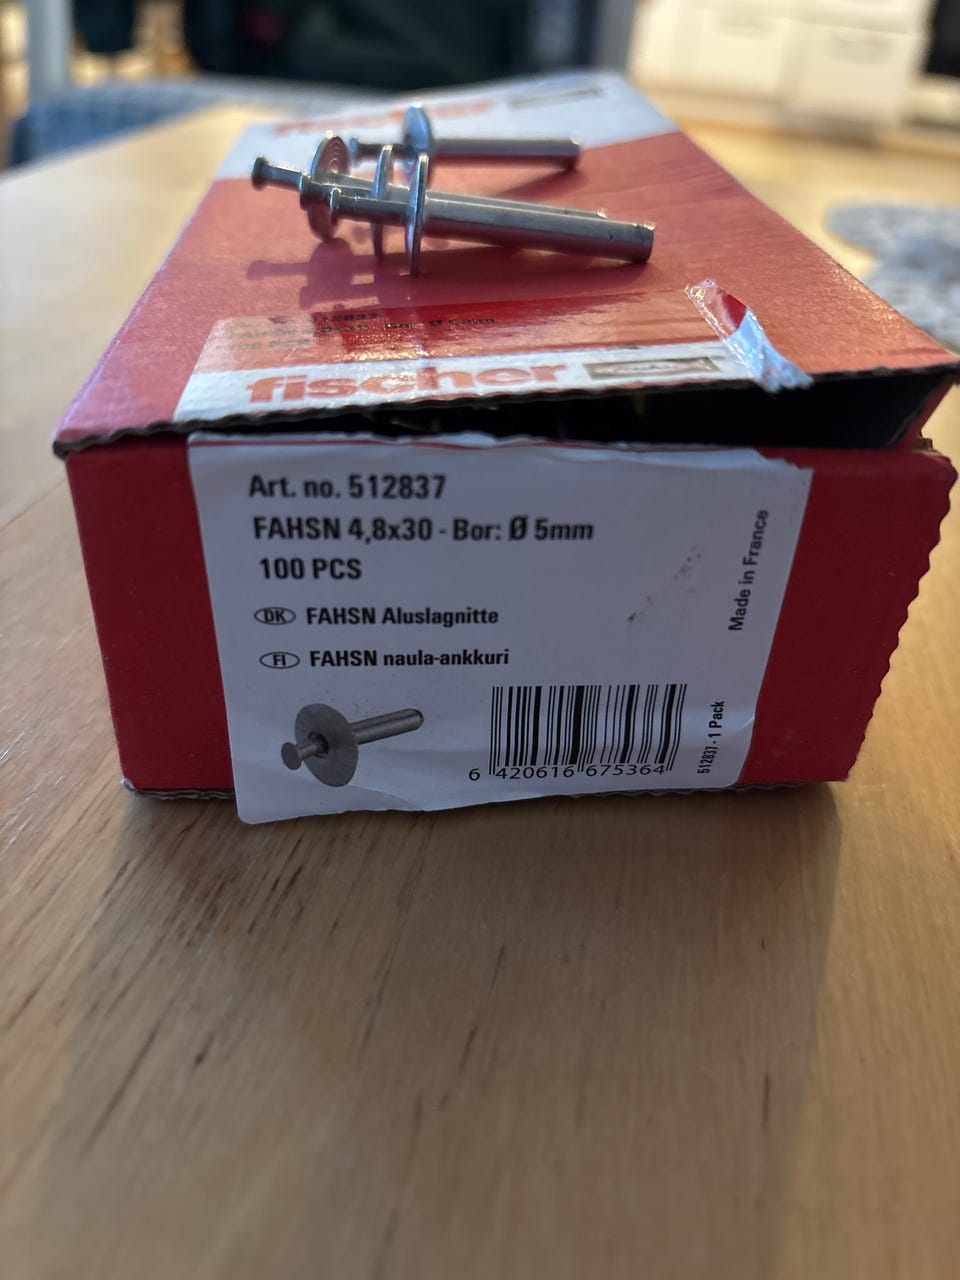 fischer
Art. no. 512837
FAHSN 4,8x30 - Bor: Ø 5mm
100 PCS
DK FAHSN Aluslagnitte
FI FAHSN naula-ankkuri
6 420616 675364
Made in France
512837 - 1 Pack